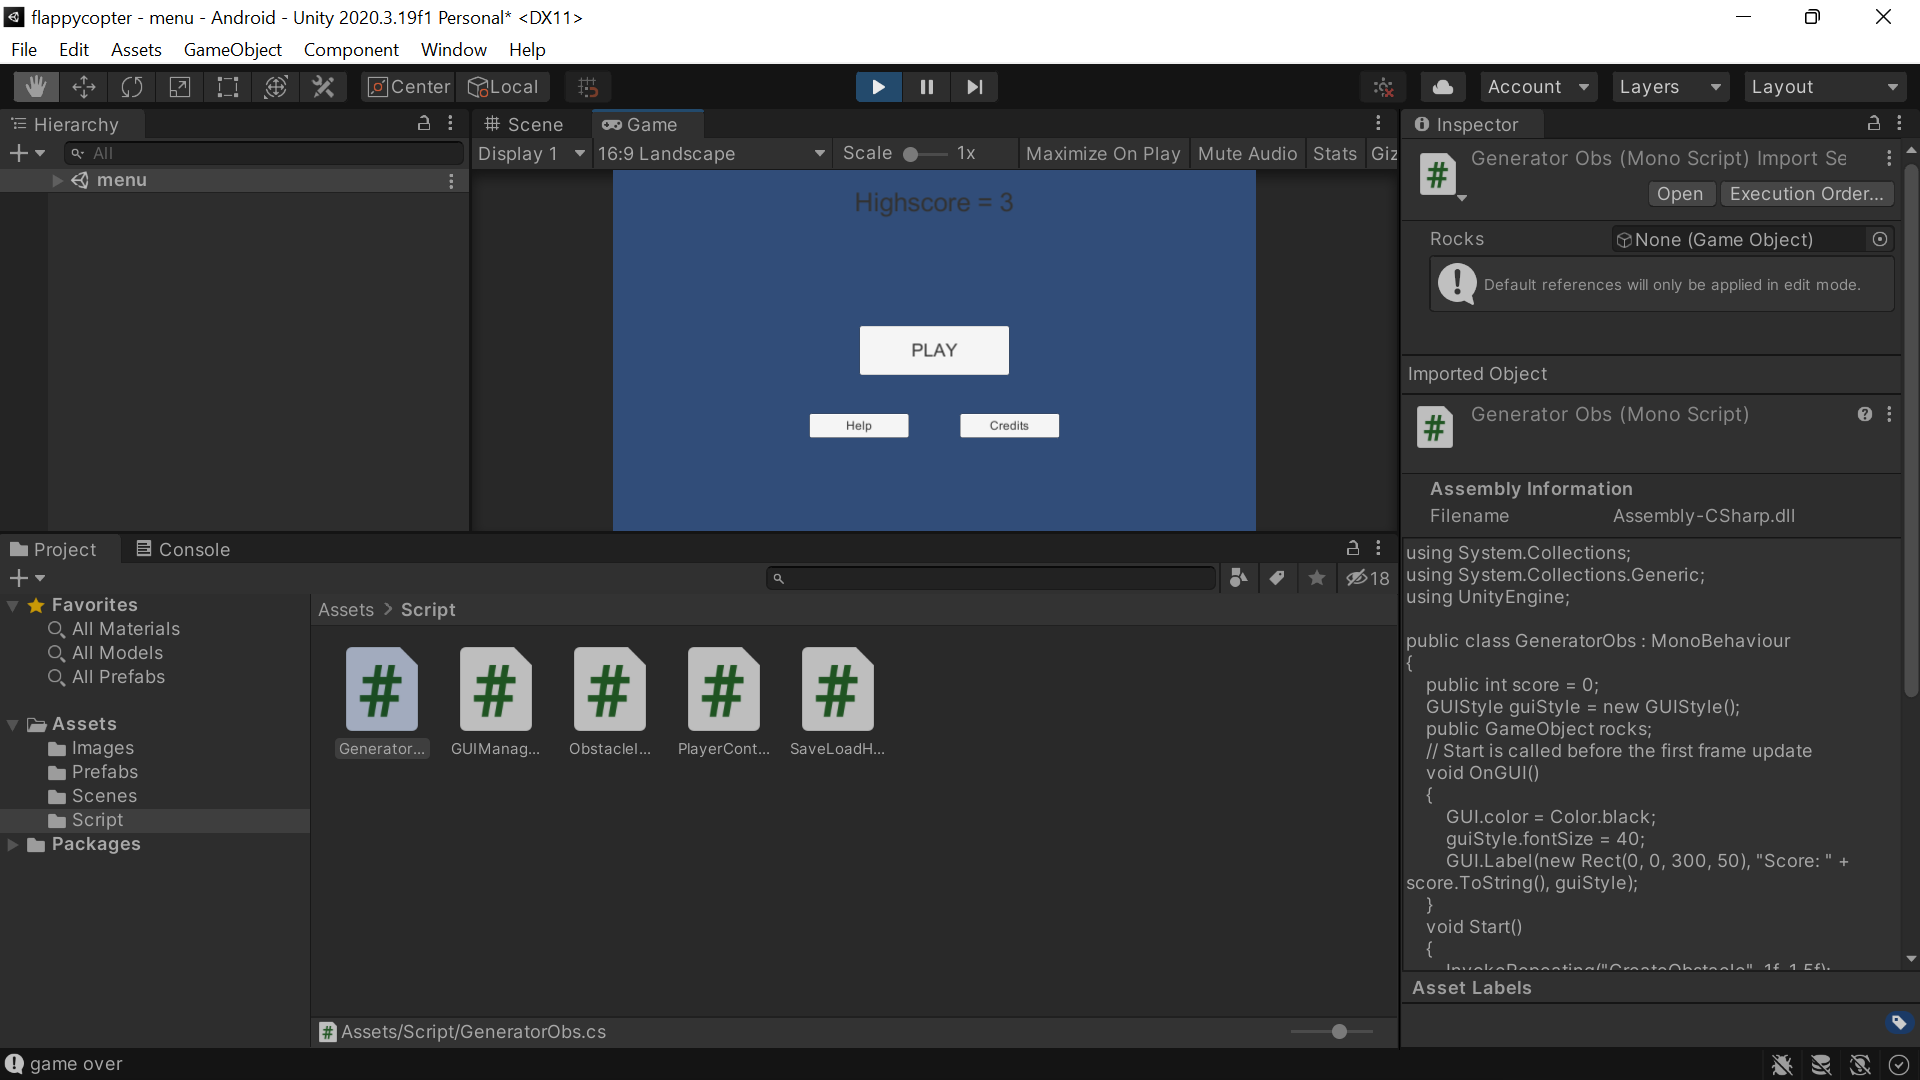 flappycopter - menu - Android - Unity 2020.3.19f1 Personal* <DX11>
File Edit Assets GameObject Component Window Help
Center Local Account Layers Layout
Hierarchy
All
menu
Scene Game
Display 1 16:9 Landscape Scale 1x Maximize On Play Mute Audio Stats Giz
Highscore = 3
PLAY
Help Credits
Inspector
Generator Obs (Mono Script) Import Se
Open Execution Order...
Rocks None (Game Object)
Default references will only be applied in edit mode.
Imported Object
Generator Obs (Mono Script)
Assembly Information
Filename Assembly-CSharp.dll
using System.Collections;
using System.Collections.Generic;
using UnityEngine;
public class GeneratorObs : MonoBehaviour
{
public int score = 0;
GUIStyle guiStyle = new GUIStyle();
public GameObject rocks;
// Start is called before the first frame update
void OnGUI()
{
GUI.color = Color.black;
guiStyle.fontSize = 40;
GUI.Label(new Rect(0, 0, 300, 50), "Score: " +
score.ToString(), guiStyle);
}
void Start()
{
InvokeRepeating("CreateObstacle", 1f, 1.5f);
Asset Labels
Project Console
18
Favorites
All Materials
All Models
All Prefabs
Assets
Images
Prefabs
Scenes
Script
Packages
Assets > Script
Generator... GUIManag... ObstacleI... PlayerCont... SaveLoadH...
Assets/Script/GeneratorObs.cs
game over